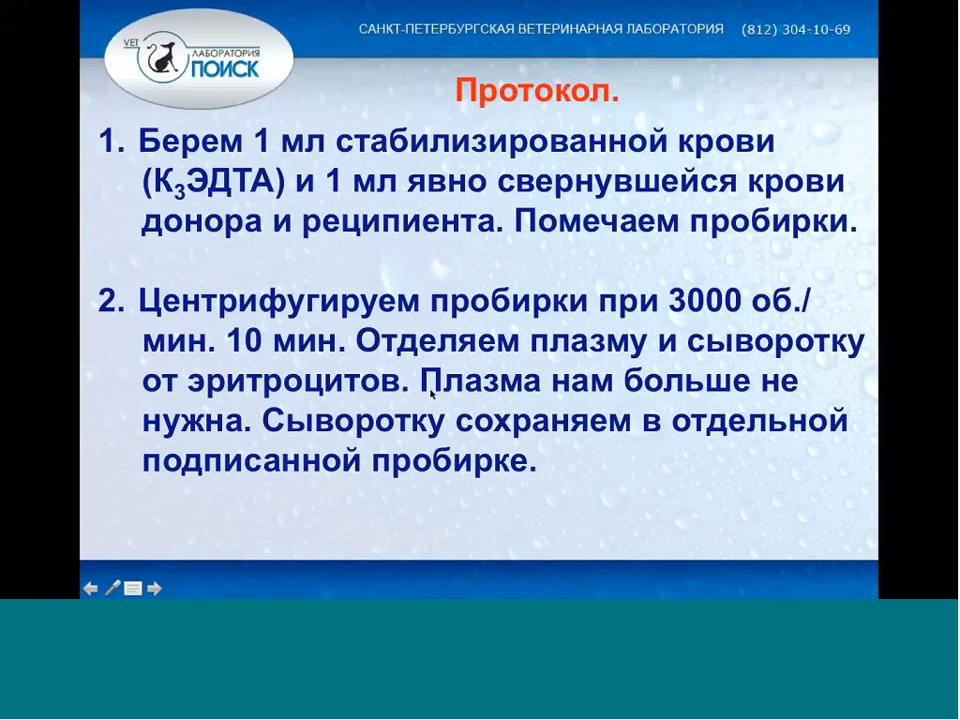 VET
ЛАБОРАТОРИЯ
ПОИСК
САНКТ-ПЕТЕРБУРГСКАЯ ВЕТЕРИНАРНАЯ ЛАБОРАТОРИЯ (812) 304-10-69
Протокол.
1. Берем 1 мл стабилизированной крови
(К₃ЭДТА) и 1 мл явно свернувшейся крови
донора и реципиента. Помечаем пробирки.
2. Центрифугируем пробирки при 3000 об./
мин. 10 мин. Отделяем плазму и сыворотку
от эритроцитов. Плазма нам больше не
нужна. Сыворотку сохраняем в отдельной
подписанной пробирке.